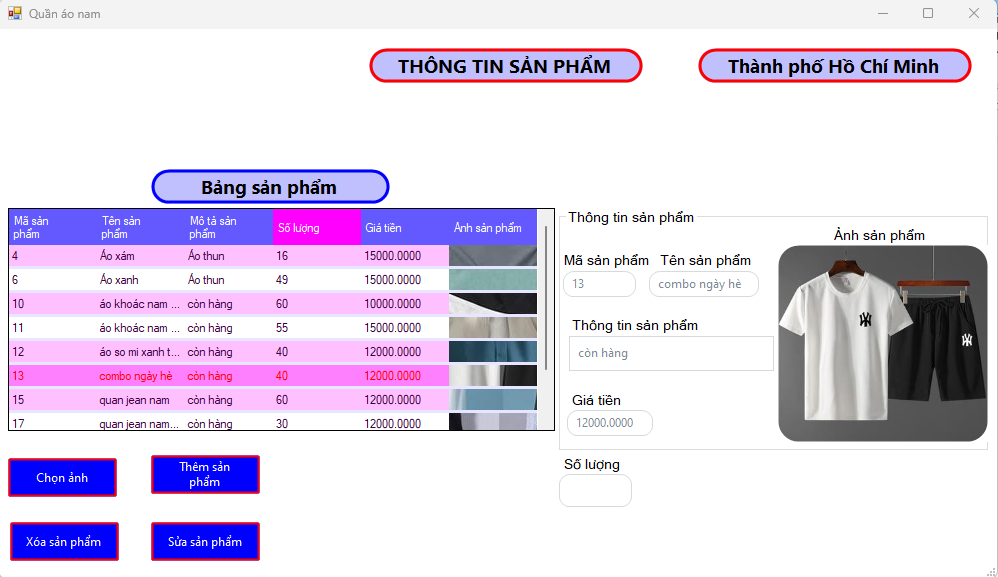 Quần áo nam
THÔNG TIN SẢN PHẨM
Thành phố Hồ Chí Minh
Bảng sản phẩm
Mã sản phẩm Tên sản phẩm Mô tả sản phẩm Số lượng Giá tiền Ảnh sản phẩm
4 Áo xám Áo thun 16 15000.0000
6 Áo xanh Áo thun 49 15000.0000
10 áo khoác nam ... còn hàng 60 10000.0000
11 áo khoác nam ... còn hàng 55 15000.0000
12 áo so mi xanh t... còn hàng 40 12000.0000
13 combo ngày hè còn hàng 40 12000.0000
15 quan jean nam còn hàng 60 12000.0000
17 quan jean nam... còn hàng 30 12000.0000
Thông tin sản phẩm
Ảnh sản phẩm
Mã sản phẩm Tên sản phẩm
13 combo ngày hè
Thông tin sản phẩm
còn hàng
Giá tiền
12000.0000
Số lượng
NY
NY
Chọn ảnh
Thêm sản
phẩm
Xóa sản phẩm
Sửa sản phẩm